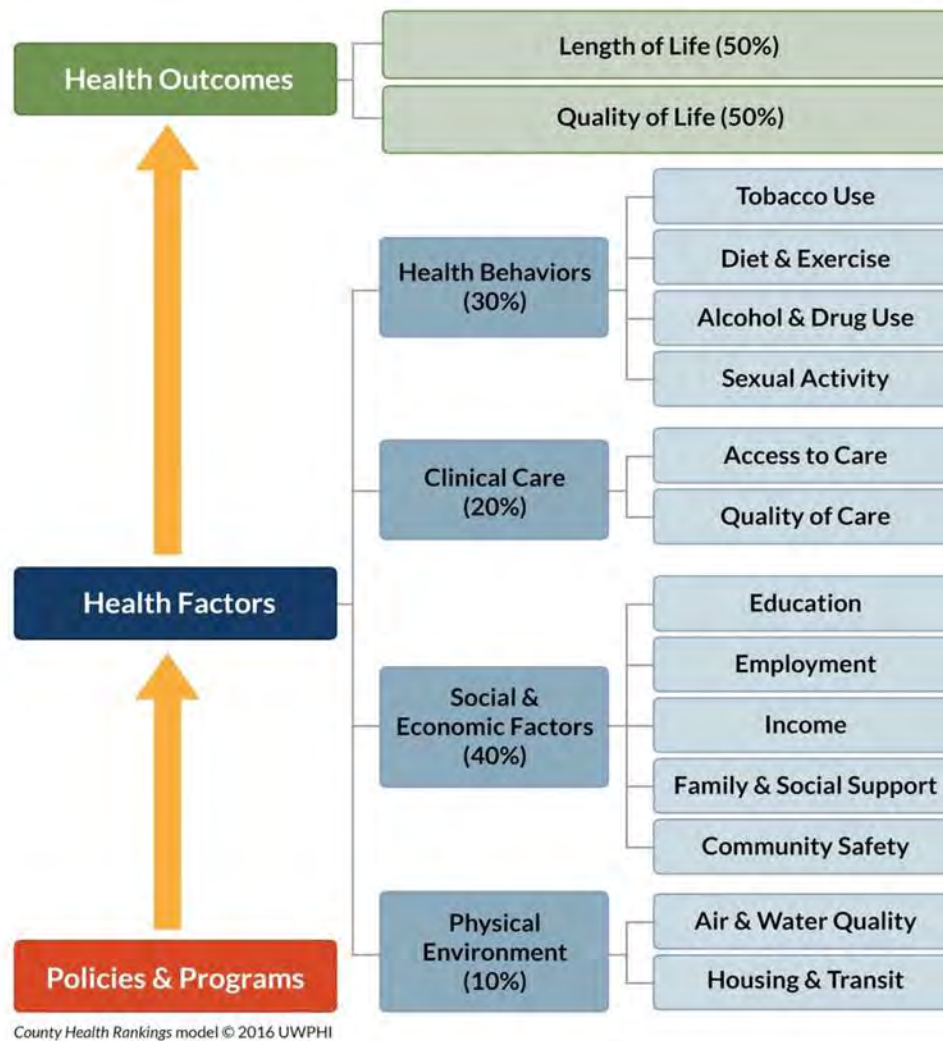 Health Outcomes
Length of Life (50%)
Quality of Life (50%)
Health Behaviors
(30%)
Tobacco Use
Diet & Exercise
Alcohol & Drug Use
Sexual Activity
Clinical Care
(20%)
Access to Care
Quality of Care
Health Factors
Social &
Economic Factors
(40%)
Education
Employment
Income
Family & Social Support
Community Safety
Physical
Environment
(10%)
Air & Water Quality
Housing & Transit
Policies & Programs
County Health Rankings model © 2016 UWPHI